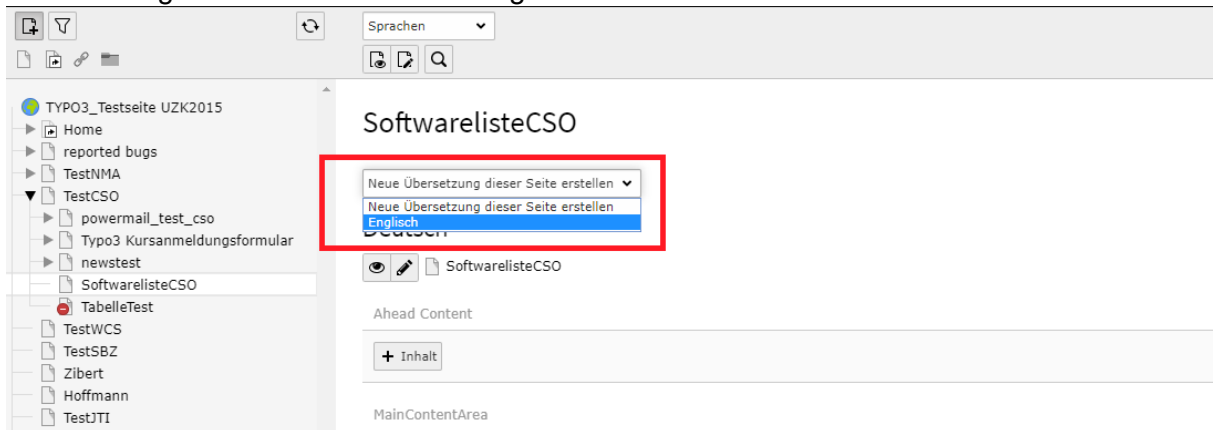 Sprachen
TYPO3_Testseite UZK2015
Home
reported bugs
TestNMA
TestCSO
powermail_test_cso
Typo3 Kursanmeldungsformular
newstest
SoftwarelisteCSO
TabelleTest
TestWCS
TestSBZ
Zibert
Hoffmann
TestJTI
SoftwarelisteCSO
Neue Übersetzung dieser Seite erstellen
Neue Übersetzung dieser Seite erstellen
Englisch
Deutsch
SoftwarelisteCSO
Ahead Content
+ Inhalt
MainContentArea